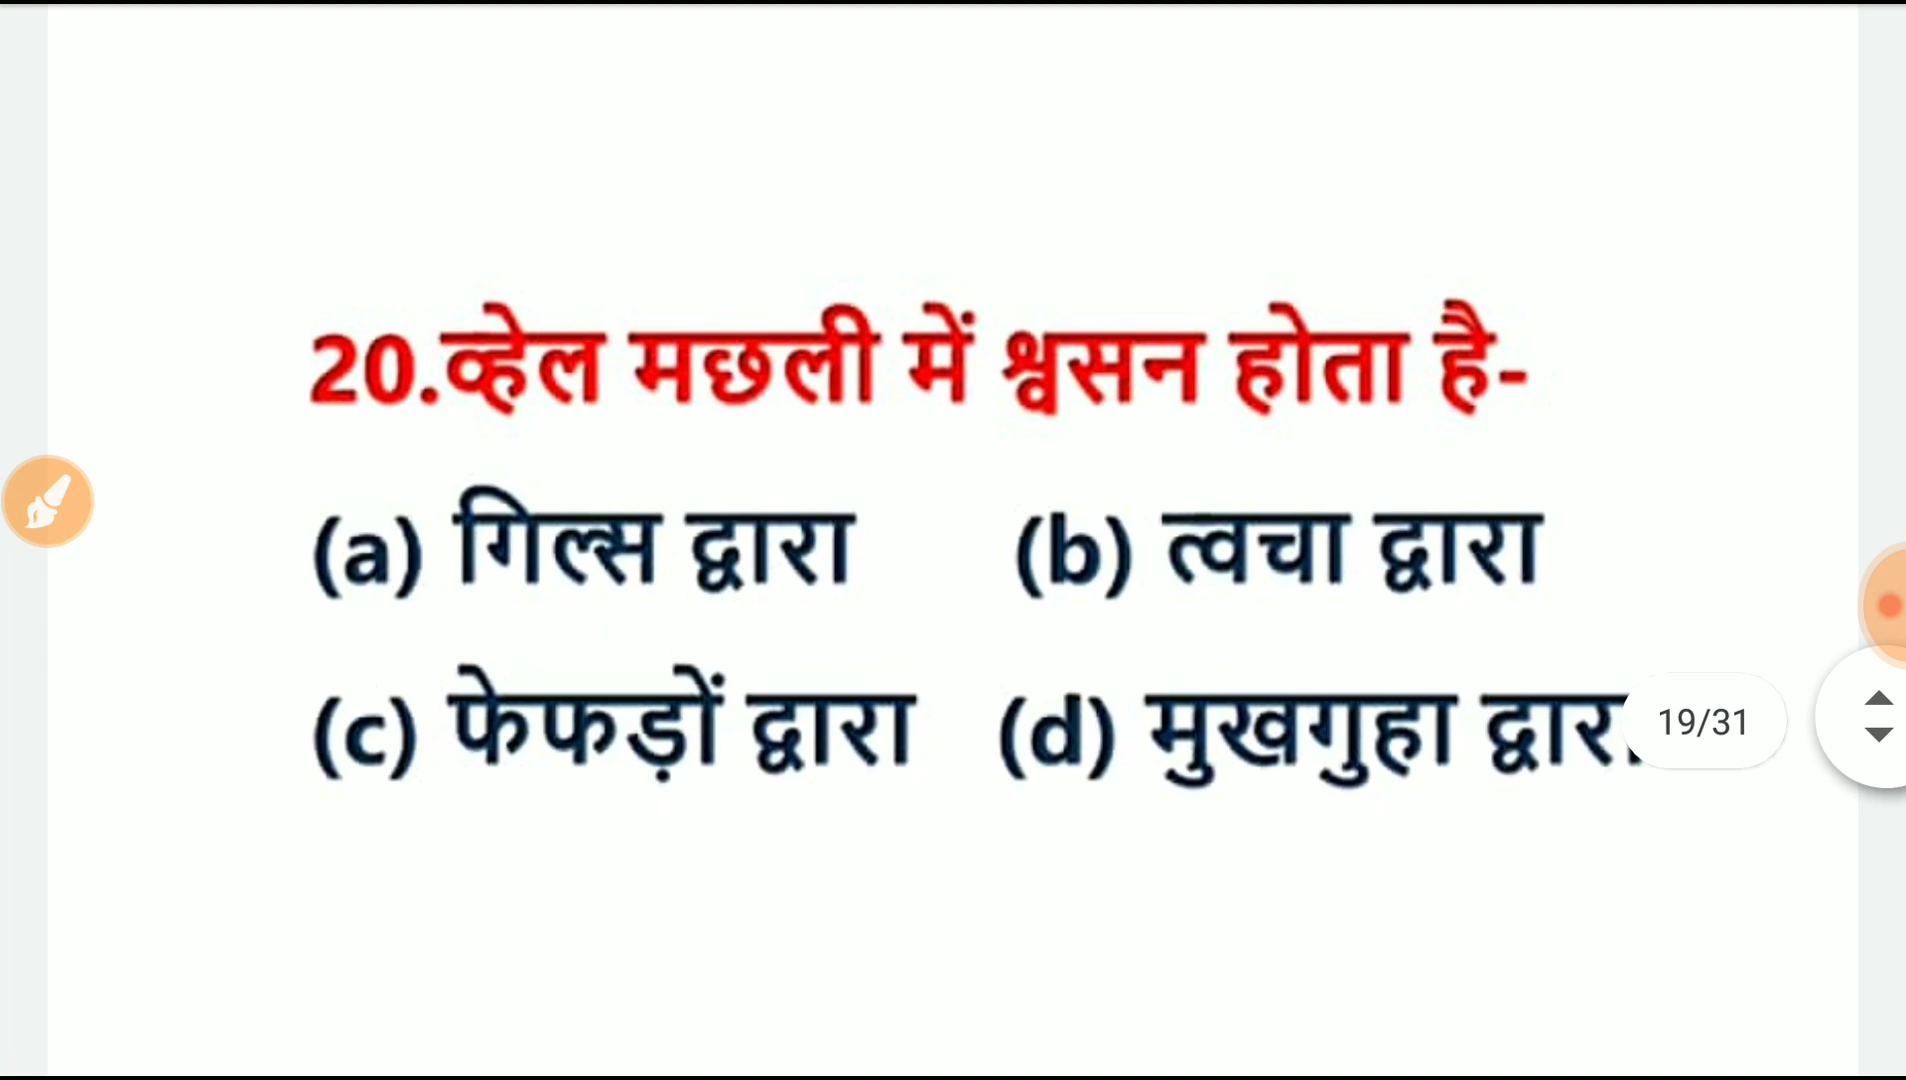 20.व्हेल मछली में श्वसन होता है-
(a) गिल्स द्वारा (b) त्वचा द्वारा
(c) फेफड़ों द्वारा (d) मुखगुहा द्वारा
19/31